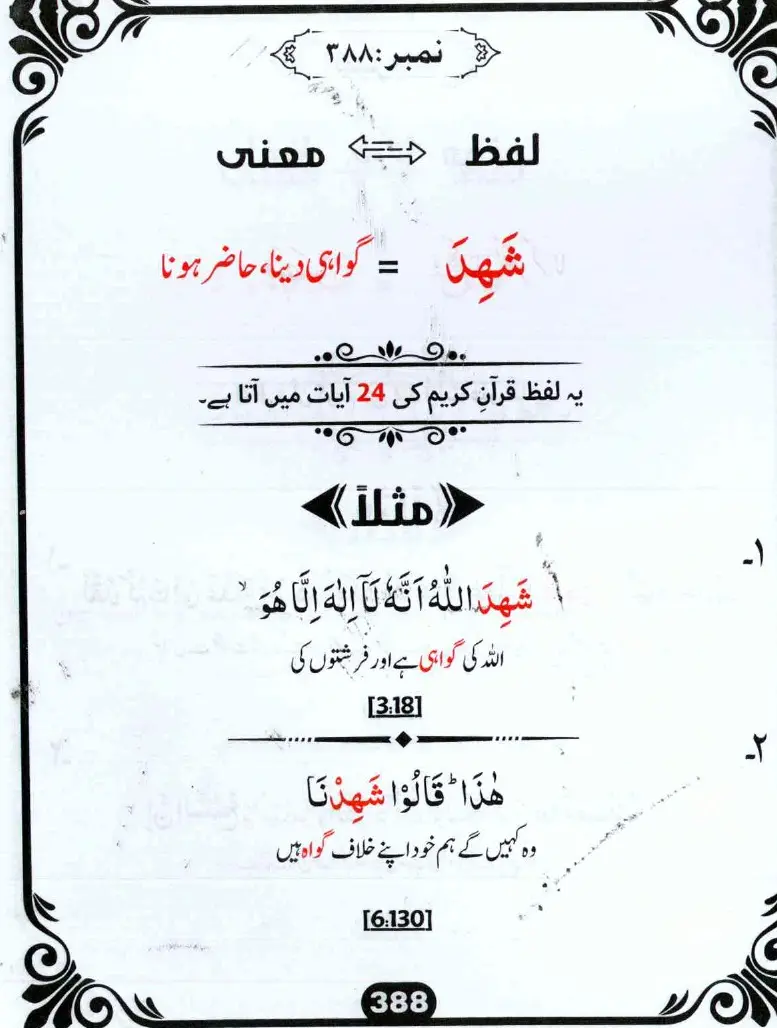 نمبر:۳۸۸
لفظ ⇐⇒ معنی
شَهِدَ = گواہی دینا، حاضر ہونا
یہ لفظ قرآنِ کریم کی 24 آیات میں آتا ہے۔
مثلاً
۱۔
شَهِدَ اللّٰهُ اَنَّهٗ لَاۤ اِلٰهَ اِلَّا هُوَ ۙ
اللہ کی گواہی ہے اور فرشتوں کی
[3:18]
۲۔
هٰذَا ؕ قَالُوْا شَهِدْنَا
وہ کہیں گے ہم خود اپنے خلاف گواہ ہیں
[6:130]
388